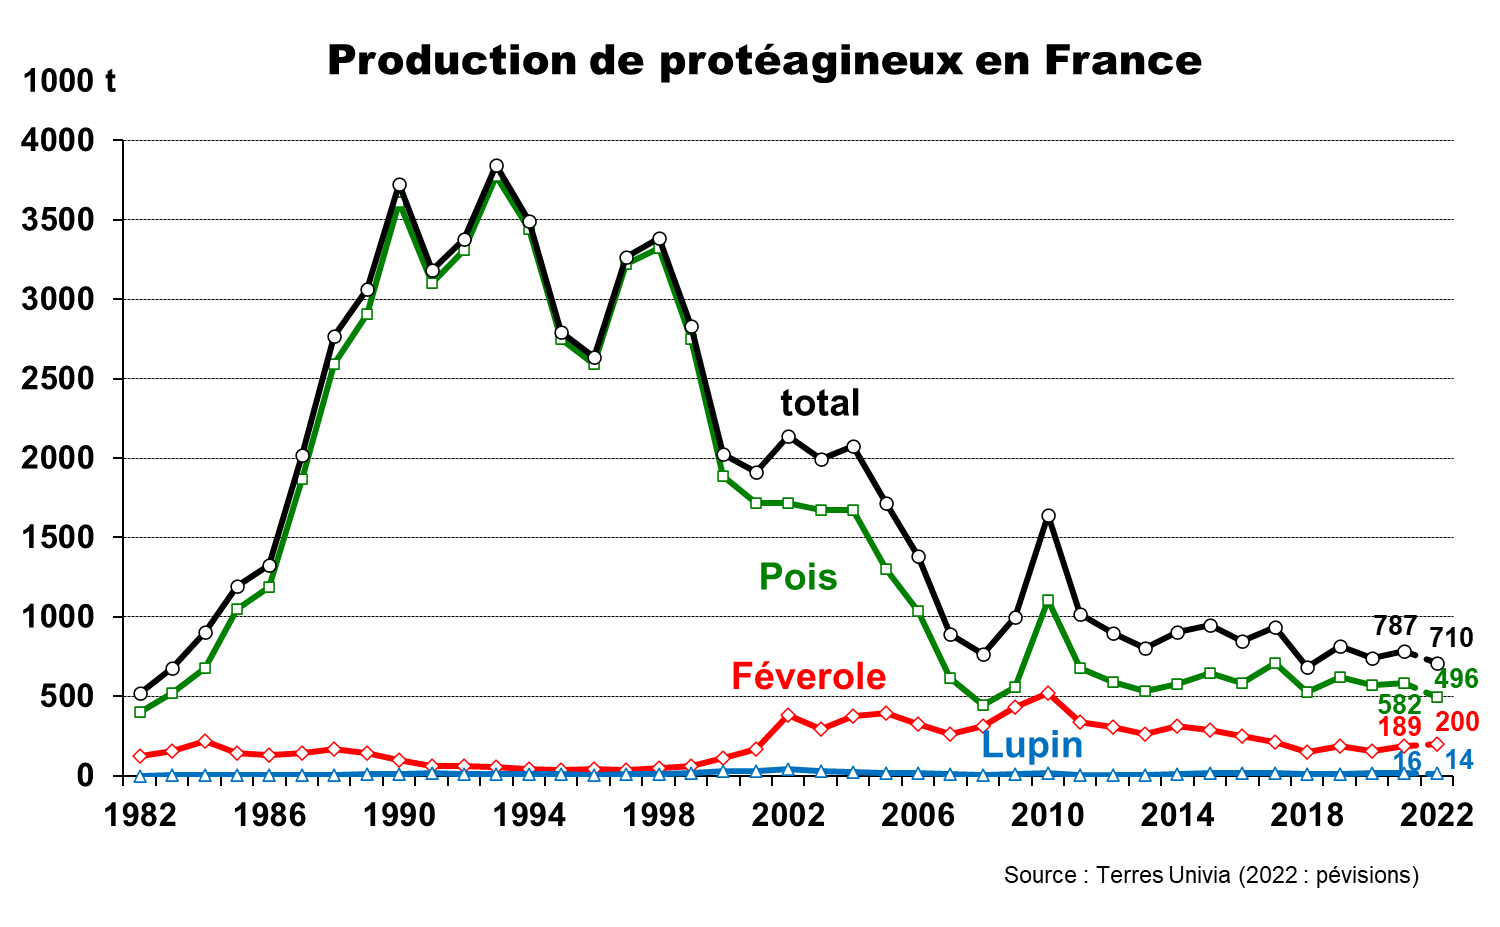 Production de protéagineux en France
1000 t
4000
3500
3000
2500
2000
1500
1000
500
0
total
Pois
Féverole
Lupin
787
710
496
582
189
200
16
14
1982 1986 1990 1994 1998 2002 2006 2010 2014 2018 2022
Source : Terres Univia (2022 : pévisions)